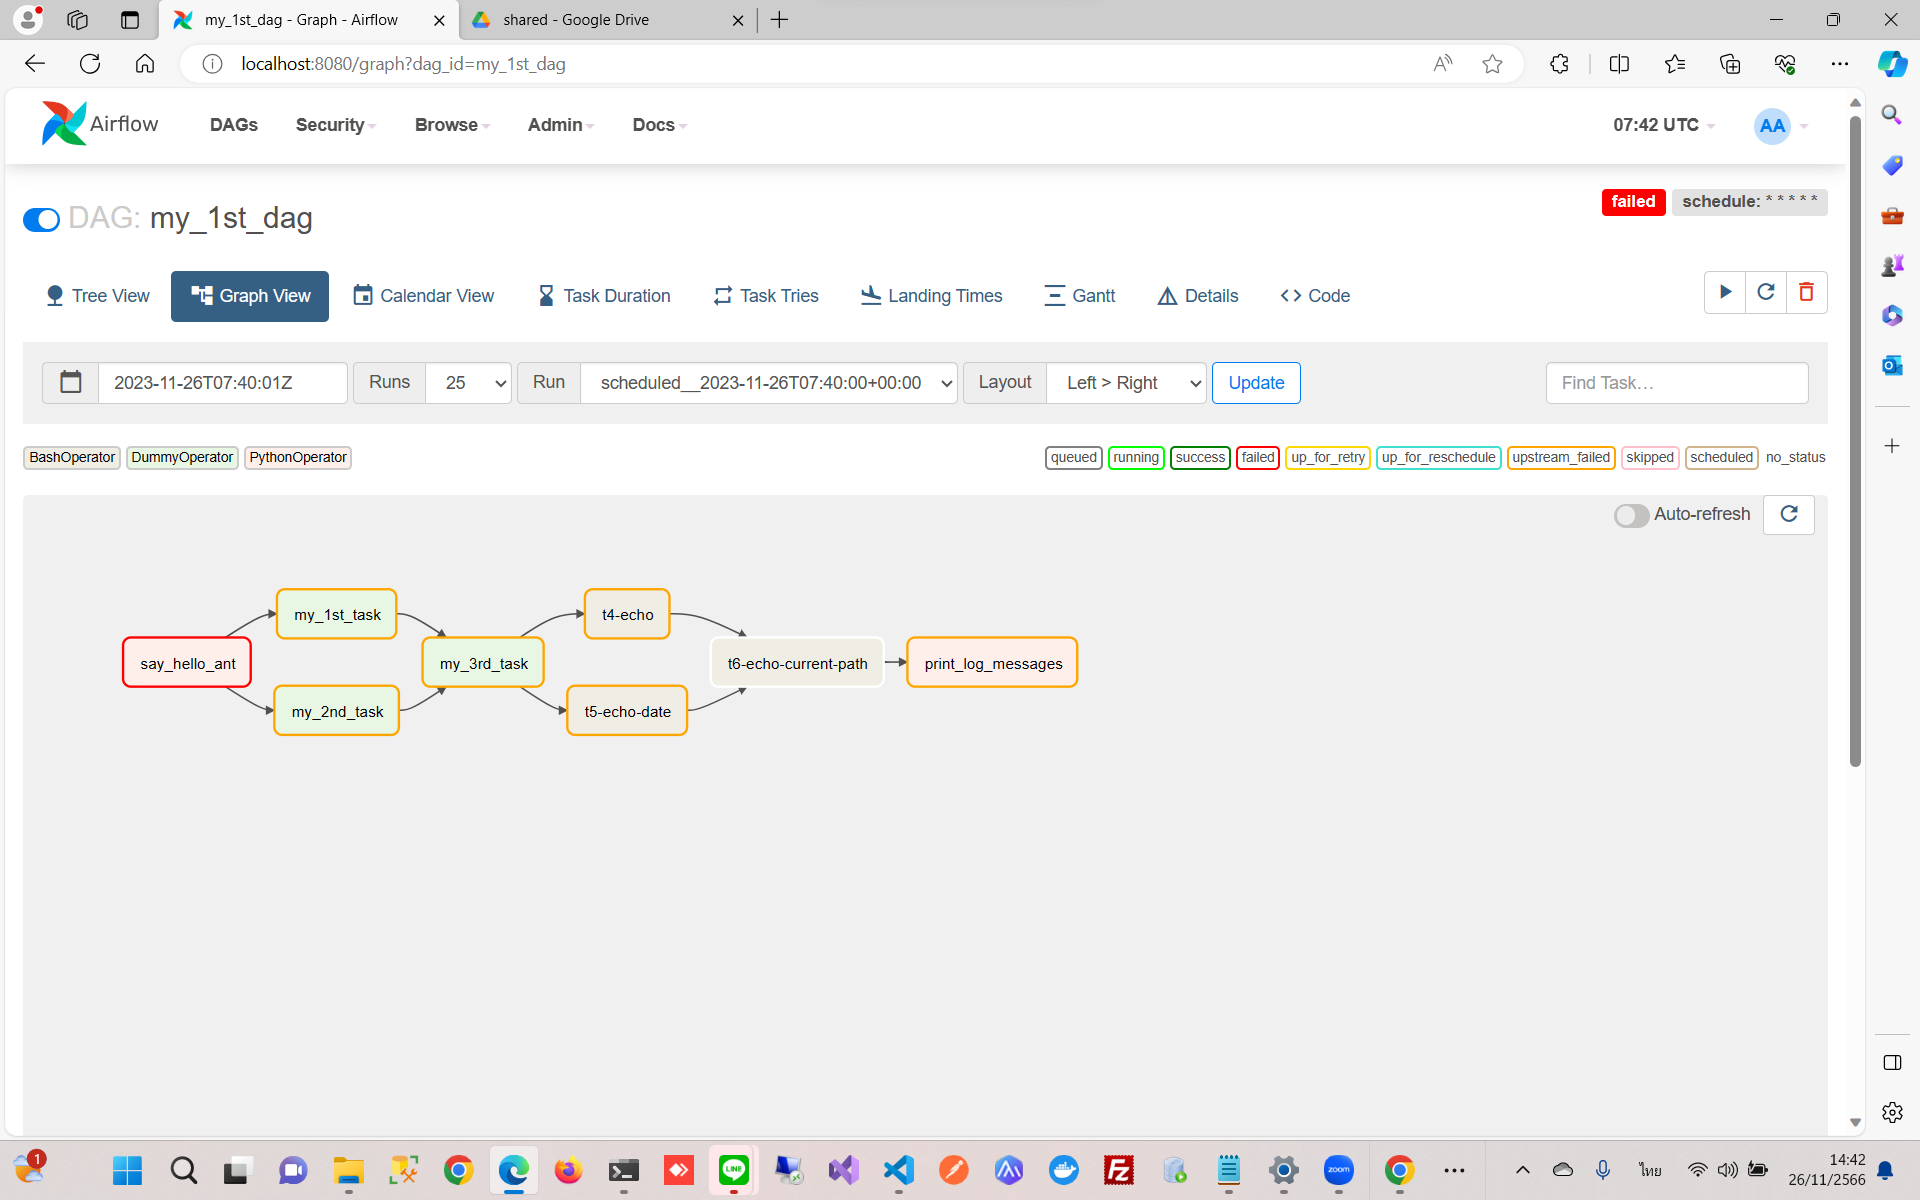 my_1st_dag - Graph - Airflow
shared - Google Drive
localhost:8080/graph?dag_id=my_1st_dag
Airflow
DAGs
Security
Browse
Admin
Docs
07:42 UTC
AA
DAG: my_1st_dag
failed
schedule: * * * * *
Tree View
Graph View
Calendar View
Task Duration
Task Tries
Landing Times
Gantt
Details
Code
2023-11-26T07:40:01Z
Runs
25
Run
scheduled__2023-11-26T07:40:00+00:00
Layout
Left > Right
Update
Find Task…
BashOperator
DummyOperator
PythonOperator
queued
running
success
failed
up_for_retry
up_for_reschedule
upstream_failed
skipped
scheduled
no_status
Auto-refresh
my_1st_task
t4-echo
say_hello_ant
my_3rd_task
t6-echo-current-path
print_log_messages
my_2nd_task
t5-echo-date
1
LINE
zoom
ไทย
14:42
26/11/2566